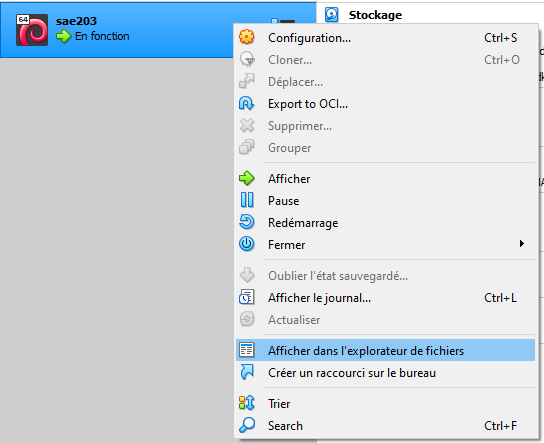 64
sae203
En fonction
Stockage
Configuration... Ctrl+S
Cloner... Ctrl+O
Déplacer...
Export to OCI...
Supprimer...
Grouper
Afficher
Pause
Redémarrage
Fermer
Oublier l'état sauvegardé...
Afficher le journal... Ctrl+L
Actualiser
Afficher dans l'explorateur de fichiers
Créer un raccourci sur le bureau
Trier
Search Ctrl+F